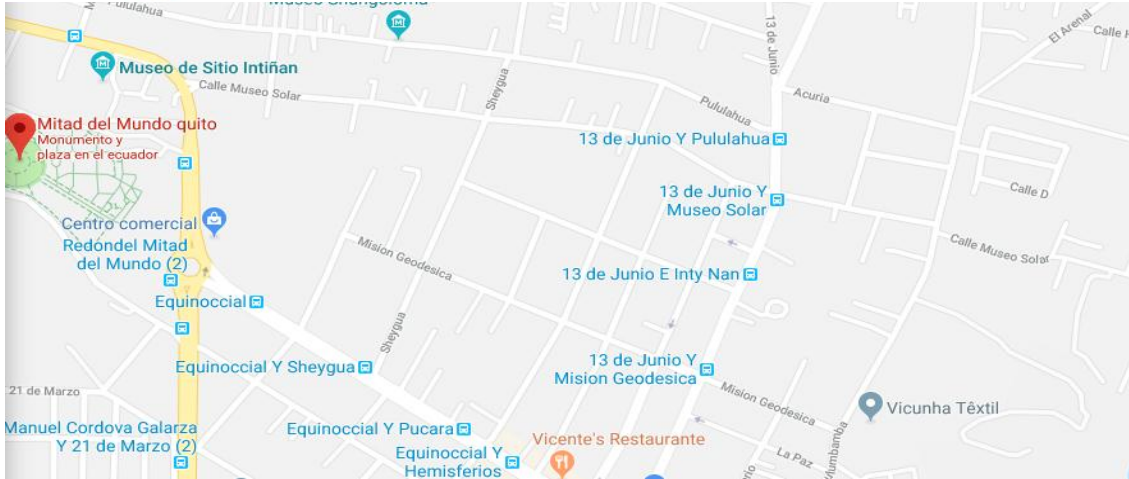 Museo Shungoloma
Pululahua
13 de Junio
El Arenal
Calle
Museo de Sitio Intiñan
Calle Museo Solar
Sheygua
Pululahua
Acuria
Mitad del Mundo quito
Monumento y
plaza en el ecuador
13 de Junio Y Pululahua
13 de Junio Y
Museo Solar
Calle D
Centro comercial
Redondel Mitad
del Mundo (2)
Mision Geodesica
Calle Museo Solar
13 de Junio E Inty Nan
Equinoccial
Sheygua
Equinoccial Y Sheygua
13 de Junio Y
Mision Geodesica
21 de Marzo
Mision Geodesica
Vicunha Têxtil
Manuel Cordova Galarza
Y 21 de Marzo (2)
Equinoccial Y Pucara
Vicente's Restaurante
Equinoccial Y
Hemisferios
La Paz
Mumbamba